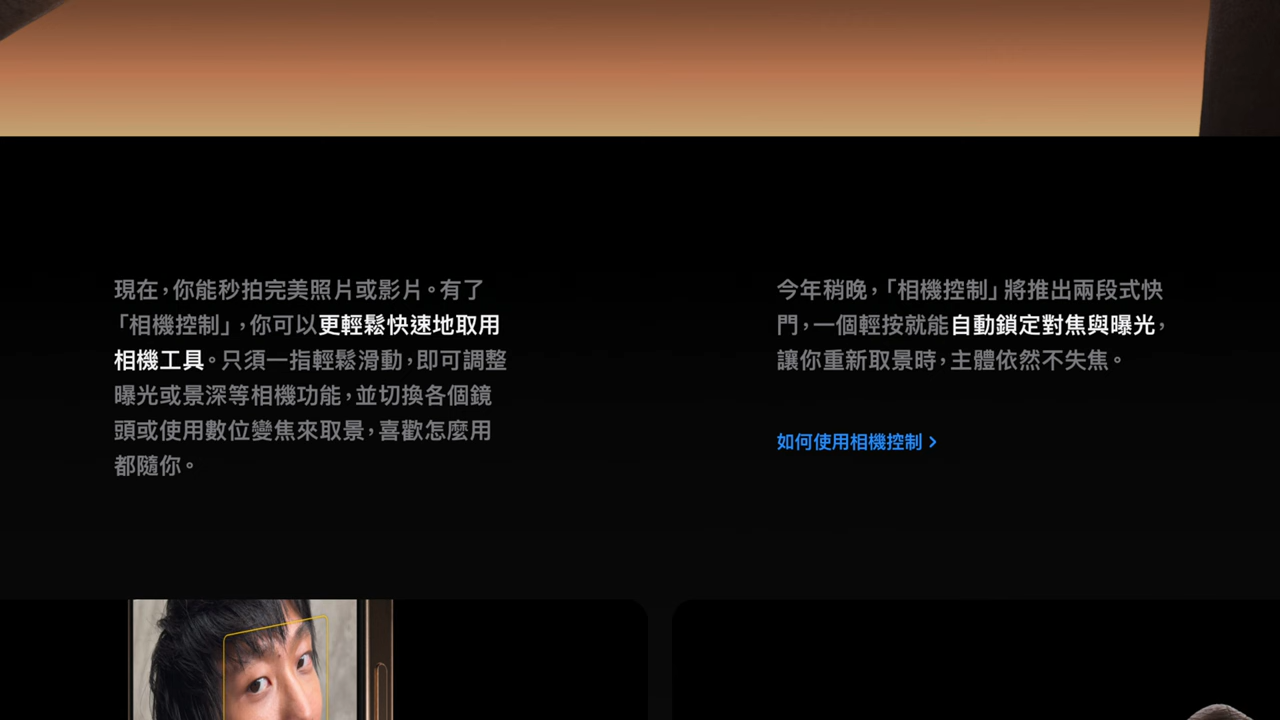 現在，你能秒拍完美照片或影片。有了
「相機控制」，你可以更輕鬆快速地取用
相機工具。只須一指輕鬆滑動，即可調整
曝光或景深等相機功能，並切換各個鏡
頭或使用數位變焦來取景，喜歡怎麼用
都隨你。
今年稍晚，「相機控制」將推出兩段式快
門，一個輕按就能自動鎖定對焦與曝光，
讓你重新取景時，主體依然不失焦。
如何使用相機控制 >